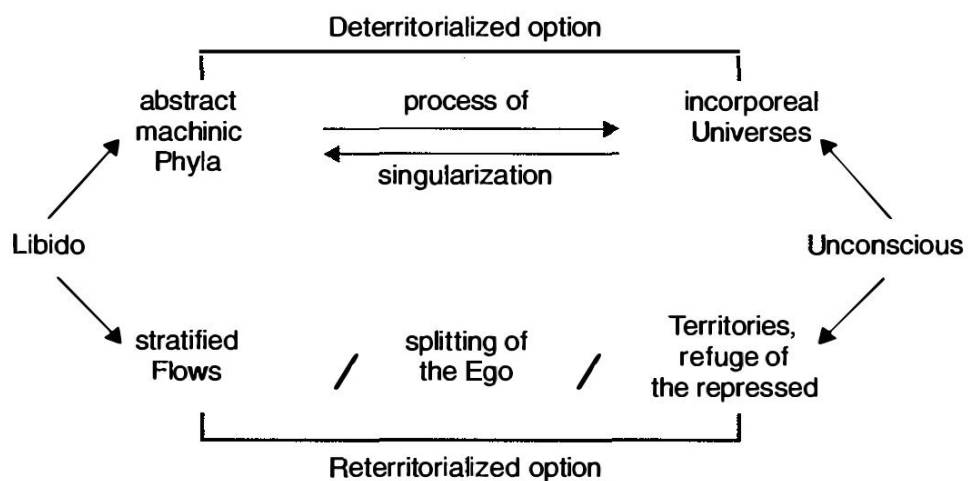 Deterritorialized option
abstract
machinic
Phyla
process of
singularization
incorporeal
Universes
Libido
Unconscious
stratified
Flows
/
splitting of
the Ego
/
Territories,
refuge of
the repressed
Reterritorialized option